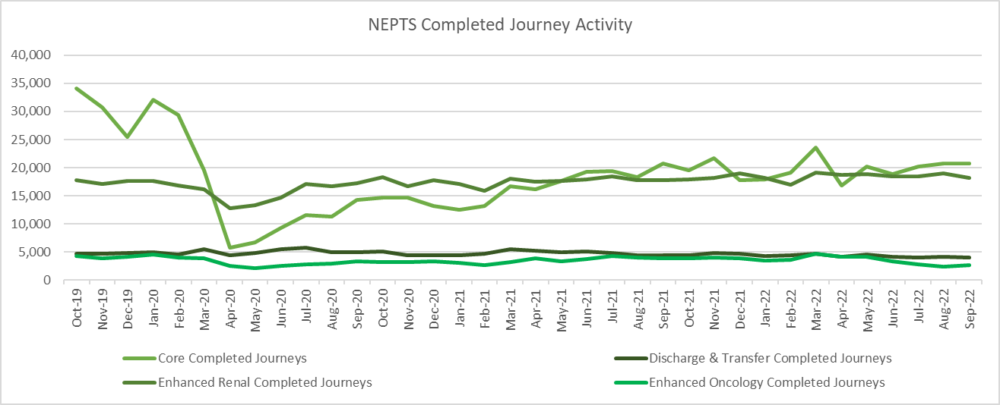 NEPTS Completed Journey Activity
40,000
35,000
30,000
25,000
20,000
15,000
10,000
5,000
0
Oct-19
Nov-19
Dec-19
Jan-20
Feb-20
Mar-20
Apr-20
May-20
Jun-20
Jul-20
Aug-20
Sep-20
Oct-20
Nov-20
Dec-20
Jan-21
Feb-21
Mar-21
Apr-21
May-21
Jun-21
Jul-21
Aug-21
Sep-21
Oct-21
Nov-21
Dec-21
Jan-22
Feb-22
Mar-22
Apr-22
May-22
Jun-22
Jul-22
Aug-22
Sep-22
Core Completed Journeys
Discharge & Transfer Completed Journeys
Enhanced Renal Completed Journeys
Enhanced Oncology Completed Journeys